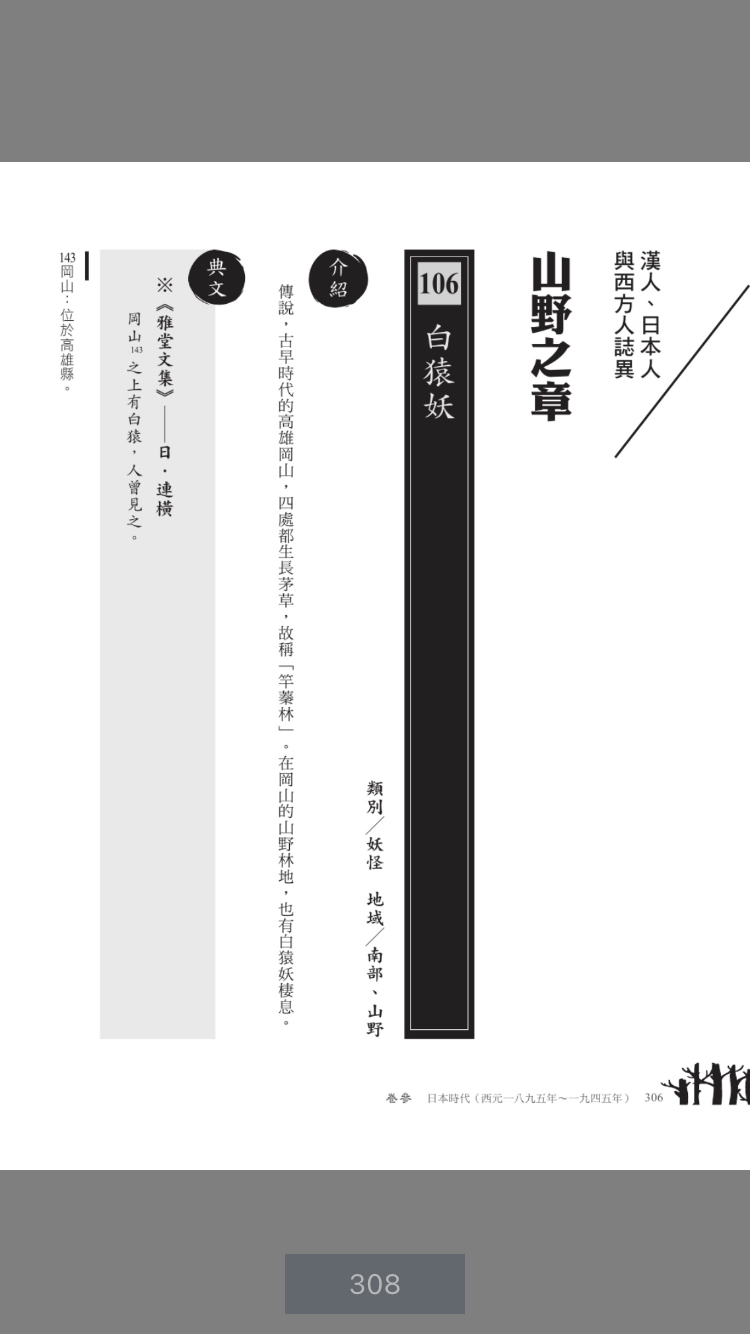 漢人、日本人
與西方人誌異
山野之章
106 白猿妖
類別／妖怪　地域／南部、山野
介紹
傳說，古早時代的高雄岡山，四處都生長茅草，故稱「竿蓁林」。在岡山的山野林地，也有白猿妖棲息。
典文
※《雅堂文集》——日．連橫
岡山143之上有白猿，人曾見之。
143岡山：位於高雄縣。
卷參　日本時代（西元一八九五年～一九四五年）　306
308